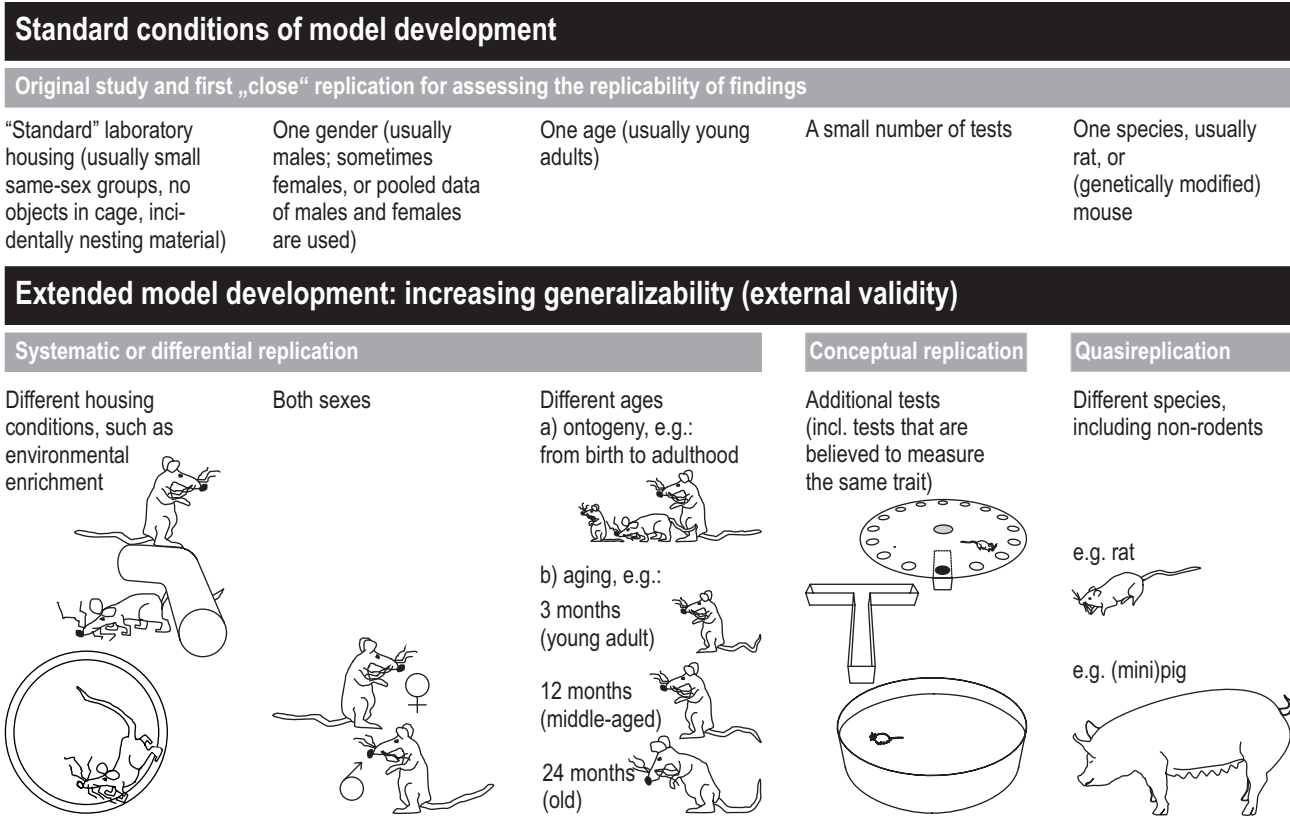 Standard conditions of model development
Original study and first „close“ replication for assessing the replicability of findings
“Standard” laboratory
housing (usually small
same-sex groups, no
objects in cage, inci-
dentally nesting material)
One gender (usually
males; sometimes
females, or pooled data
of males and females
are used)
One age (usually young
adults)
A small number of tests
One species, usually
rat, or
(genetically modified)
mouse
Extended model development: increasing generalizability (external validity)
Systematic or differential replication
Different housing
conditions, such as
environmental
enrichment
Both sexes
Different ages
a) ontogeny, e.g.:
from birth to adulthood
b) aging, e.g.:
3 months
(young adult)
12 months
(middle-aged)
24 months
(old)
Conceptual replication
Additional tests
(incl. tests that are
believed to measure
the same trait)
Quasireplication
Different species,
including non-rodents
e.g. rat
e.g. (mini)pig